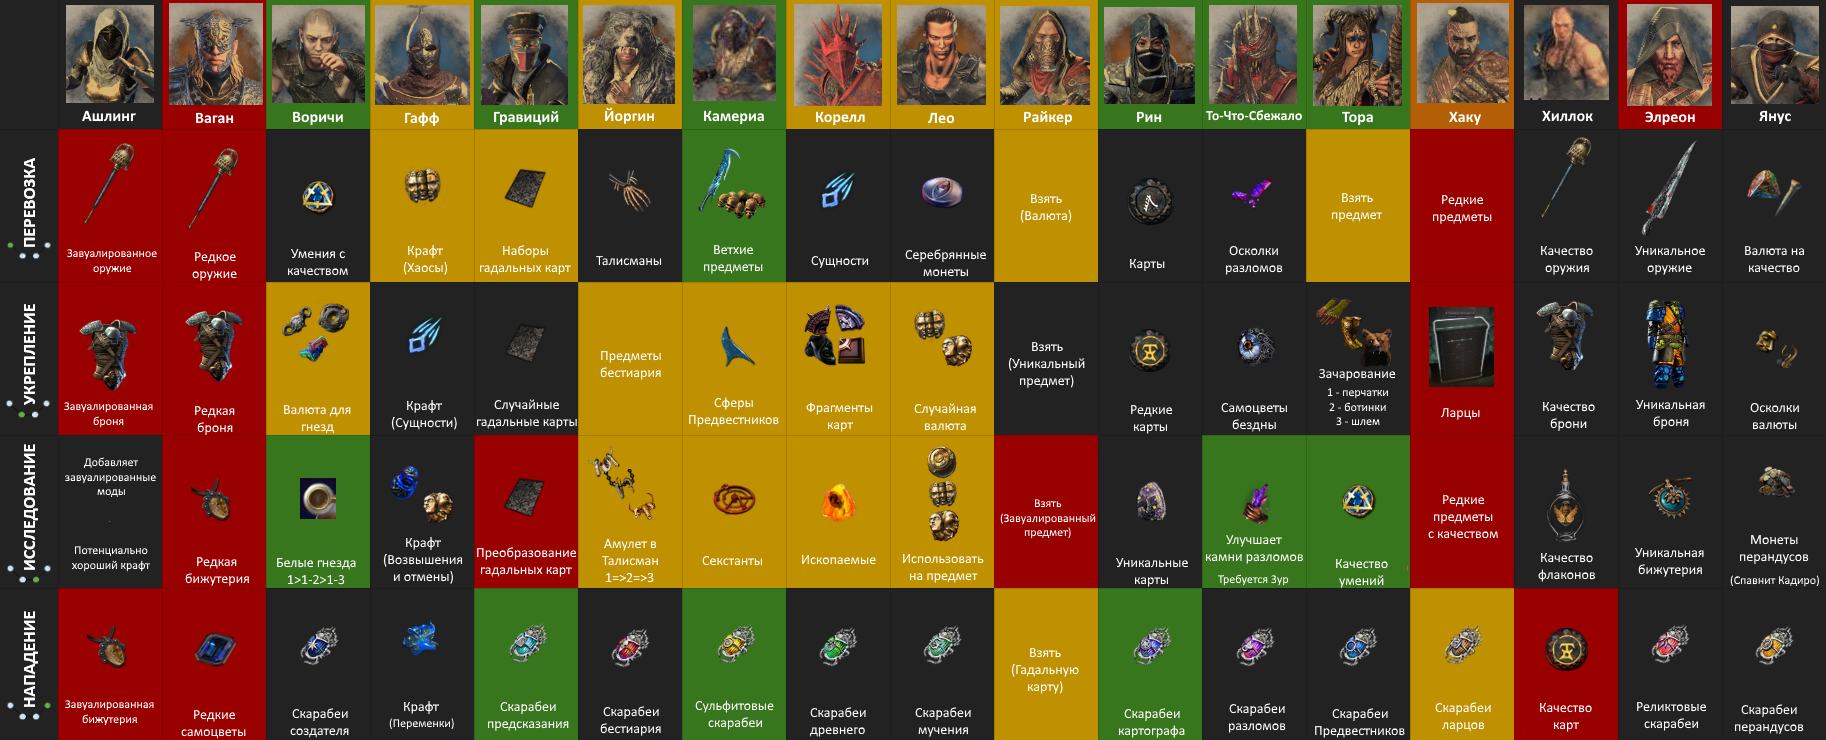 Ашлинг
Ваган
Воричи
Гафф
Гравиций
Йоргин
Камериа
Корелл
Лео
Райкер
Рин
То-Что-Сбежало
Тора
Хаку
Хиллок
Элреон
Янус
ПЕРЕВОЗКА
Завуалированное
оружие
Редкое
оружие
Умения с
качеством
Крафт
(Хаосы)
Наборы
гадальных карт
Талисманы
Ветхие
предметы
Сущности
Серебрянные
монеты
Взять
(Валюта)
Карты
Осколки
разломов
Взять
предмет
Редкие
предметы
Качество
оружия
Уникальное
оружие
Валюта на
качество
УКРЕПЛЕНИЕ
Завуалированная
броня
Редкая
броня
Валюта для
гнезд
Крафт
(Сущности)
Случайные
гадальные карты
Предметы
бестиария
Сферы
Предвестников
Фрагменты
карт
Случайная
валюта
Взять
(Уникальный
предмет)
Редкие
карты
Самоцветы
бездны
Зачарование
1 - перчатки
2 - ботинки
3 - шлем
Ларцы
Качество
брони
Уникальная
броня
Осколки
валюты
ИССЛЕДОВАНИЕ
Добавляет
завуалированные
моды
.
Потенциально
хороший крафт
Редкая
бижутерия
Белые гнезда
1>1-2>1-3
Крафт
(Возвышения
и отмены)
Преобразование
гадальных карт
Амулет в
Талисман
1=>2=>3
Секстанты
Ископаемые
Использовать
на предмет
Взять
(Завуалированный
предмет)
Уникальные
карты
Улучшает
камни разломов
Требуется Зур
Качество
умений
Редкие
предметы
с качеством
Качество
флаконов
Уникальная
бижутерия
Монеты
перандусов
(Спавнит Кадиро)
НАПАДЕНИЕ
Завуалированная
бижутерия
Редкие
самоцветы
Скарабеи
создателя
Крафт
(Переменки)
Скарабеи
предсказания
Скарабеи
бестиария
Сульфитовые
скарабеи
Скарабеи
древнего
Скарабеи
мучения
Взять
(Гадальную
карту)
Скарабеи
картографа
Скарабеи
разломов
Скарабеи
Предвестников
Скарабеи
ларцов
Качество
карт
Реликтовые
скарабеи
Скарабеи
перандусов